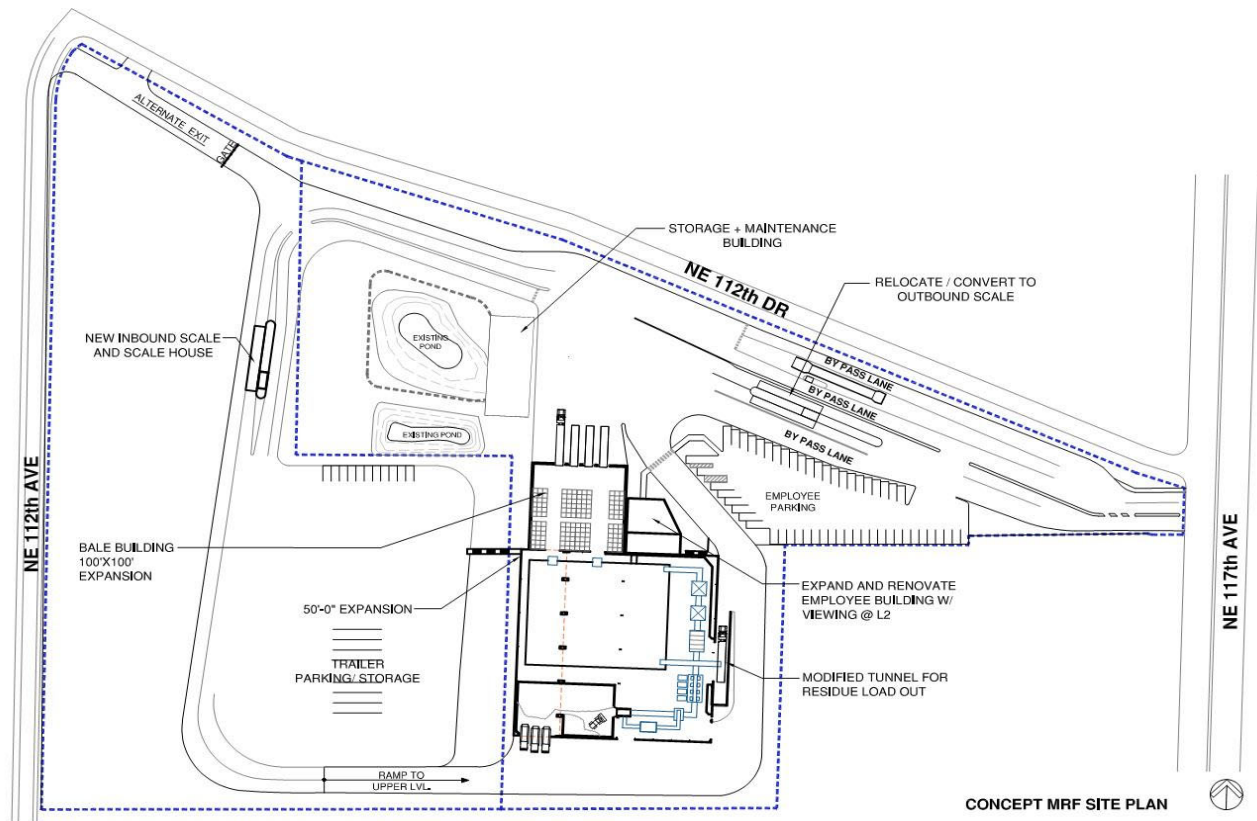 ALTERNATE EXIT
GATE
STORAGE + MAINTENANCE
BUILDING
NE 112th DR
RELOCATE / CONVERT TO
OUTBOUND SCALE
NEW INBOUND SCALE
AND SCALE HOUSE
EXISTING
POND
BY PASS LANE
BY PASS LANE
BY PASS LANE
EXISTING POND
NE 112th AVE
EMPLOYEE
PARKING
BALE BUILDING
100'X100'
EXPANSION
NE 117th AVE
50'-0" EXPANSION
EXPAND AND RENOVATE
EMPLOYEE BUILDING W/
VIEWING @ L2
TRAILER
PARKING/ STORAGE
MODIFIED TUNNEL FOR
RESIDUE LOAD OUT
RAMP TO
UPPER LVL.
CONCEPT MRF SITE PLAN